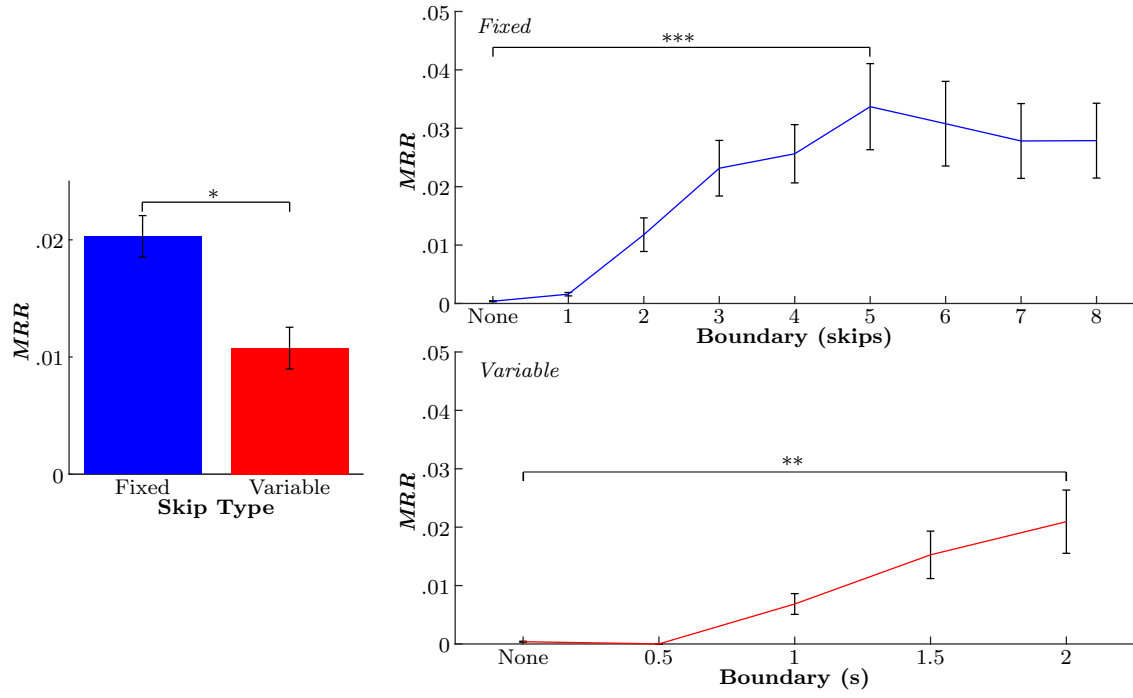 *
.02
.01
0
MRR
Fixed Variable
Skip Type
.05
.04
.03
.02
.01
0
MRR
Fixed
***
None 1 2 3 4 5 6 7 8
Boundary (skips)
.05
.04
.03
.02
.01
0
MRR
Variable
**
None 0.5 1 1.5 2
Boundary (s)